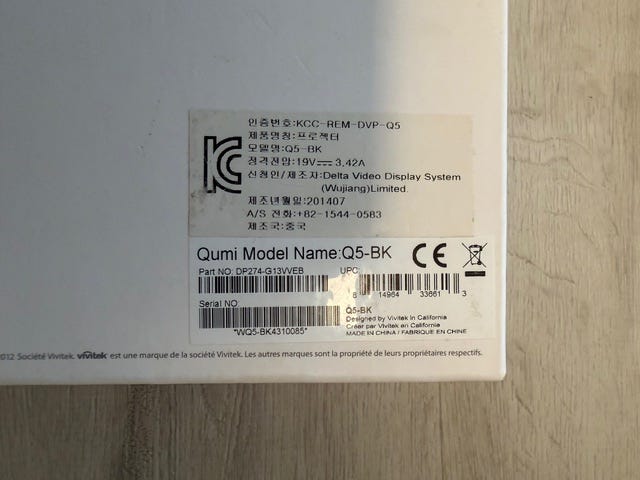 인증번호:KCC-REM-DVP-Q5
제품명칭:프로젝터
모델명:Q5-BK
정격전압:19V⎓3.42A
신청인/제조자:Delta Video Display System
(Wujiang)Limited.
제조년월일:201407
A/S 전화:+82-1544-0583
제조국:중국
KC
Qumi Model Name:Q5-BK CE
Part NO: DP274-G13VVEB UPC
8 14964 33661 3
Serial NO:
*WQ5-BK4310085*
Q5-BK
Designed by Vivitek in California
Créer par Vivitek en California
MADE IN CHINA / FABRIQUE EN CHINE
2012 Société Vivitek. vivitek est une marque de la société Vivitek. Les autres marques sont la propriété de leurs propriétaires respectifs.